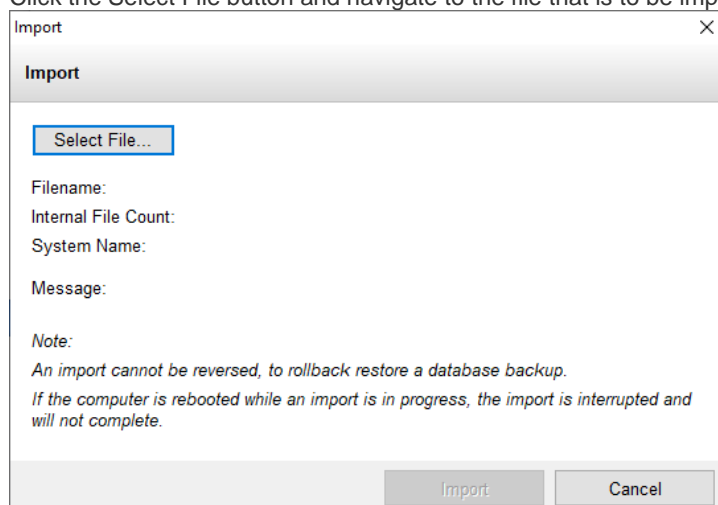 Click the Select File button and navigate to the file that is to be imp
Import
Import
Select File...
Filename:
Internal File Count:
System Name:
Message:
Note:
An import cannot be reversed, to rollback restore a database backup.
If the computer is rebooted while an import is in progress, the import is interrupted and
will not complete.
Import Cancel